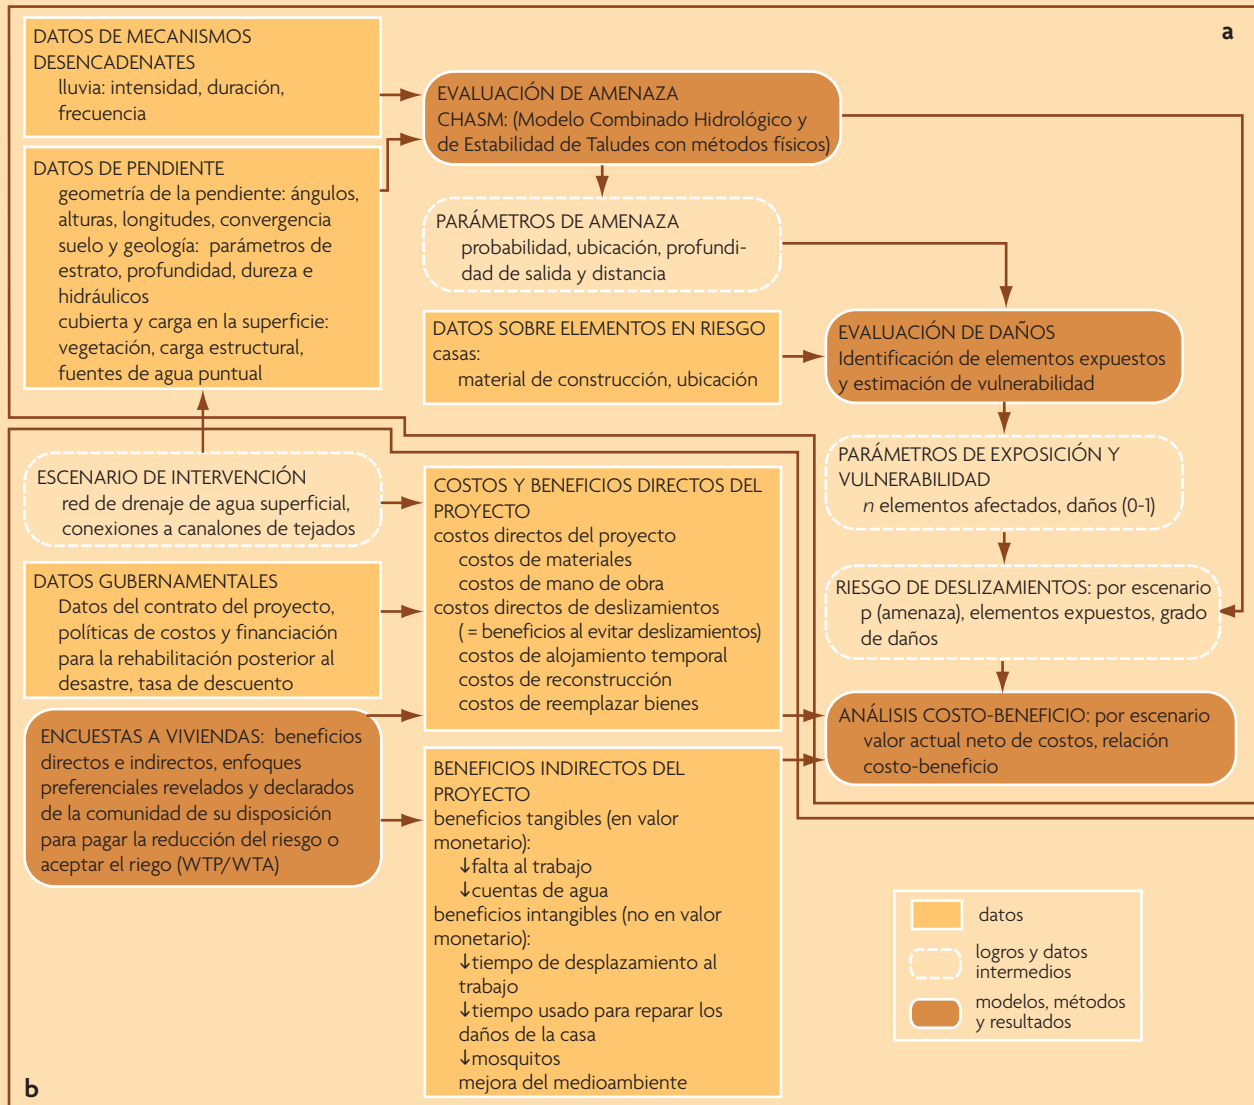 a
DATOS DE MECANISMOS
DESENCADENATES
lluvia: intensidad, duración,
frecuencia
DATOS DE PENDIENTE
geometría de la pendiente: ángulos,
alturas, longitudes, convergencia
suelo y geología: parámetros de
estrato, profundidad, dureza e
hidráulicos
cubierta y carga en la superficie:
vegetación, carga estructural,
fuentes de agua puntual
EVALUACIÓN DE AMENAZA
CHASM: (Modelo Combinado Hidrológico y
de Estabilidad de Taludes con métodos físicos)
PARÁMETROS DE AMENAZA
probabilidad, ubicación, profundi-
dad de salida y distancia
DATOS SOBRE ELEMENTOS EN RIESGO
casas:
material de construcción, ubicación
EVALUACIÓN DE DAÑOS
Identificación de elementos expuestos
y estimación de vulnerabilidad
PARÁMETROS DE EXPOSICIÓN Y
VULNERABILIDAD
n elementos afectados, daños (0-1)
RIESGO DE DESLIZAMIENTOS: por escenario
p (amenaza), elementos expuestos, grado
de daños
ANÁLISIS COSTO-BENEFICIO: por escenario
valor actual neto de costos, relación
costo-beneficio
ESCENARIO DE INTERVENCIÓN
red de drenaje de agua superficial,
conexiones a canalones de tejados
DATOS GUBERNAMENTALES
Datos del contrato del proyecto,
políticas de costos y financiación
para la rehabilitación posterior al
desastre, tasa de descuento
ENCUESTAS A VIVIENDAS: beneficios
directos e indirectos, enfoques
preferenciales revelados y declarados
de la comunidad de su disposición
para pagar la reducción del riesgo o
aceptar el riego (WTP/WTA)
COSTOS Y BENEFICIOS DIRECTOS DEL
PROYECTO
costos directos del proyecto
costos de materiales
costos de mano de obra
costos directos de deslizamientos
( = beneficios al evitar deslizamientos)
costos de alojamiento temporal
costos de reconstrucción
costos de reemplazar bienes
BENEFICIOS INDIRECTOS DEL
PROYECTO
beneficios tangibles (en valor
monetario):
↓falta al trabajo
↓cuentas de agua
beneficios intangibles (no en valor
monetario):
↓tiempo de desplazamiento al
trabajo
↓tiempo usado para reparar los
daños de la casa
↓mosquitos
mejora del medioambiente
datos
logros y datos
intermedios
modelos, métodos
y resultados
b